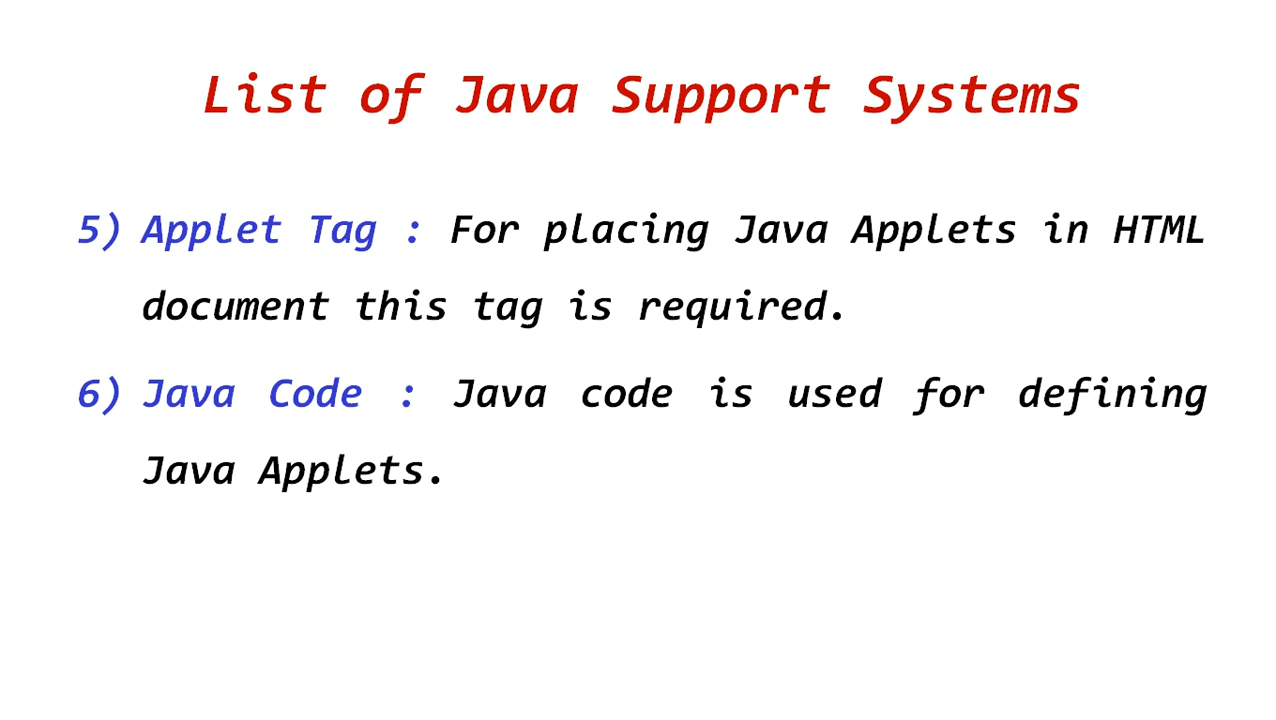 List of Java Support Systems
5) Applet Tag : For placing Java Applets in HTML
document this tag is required.
6) Java Code : Java code is used for defining
Java Applets.